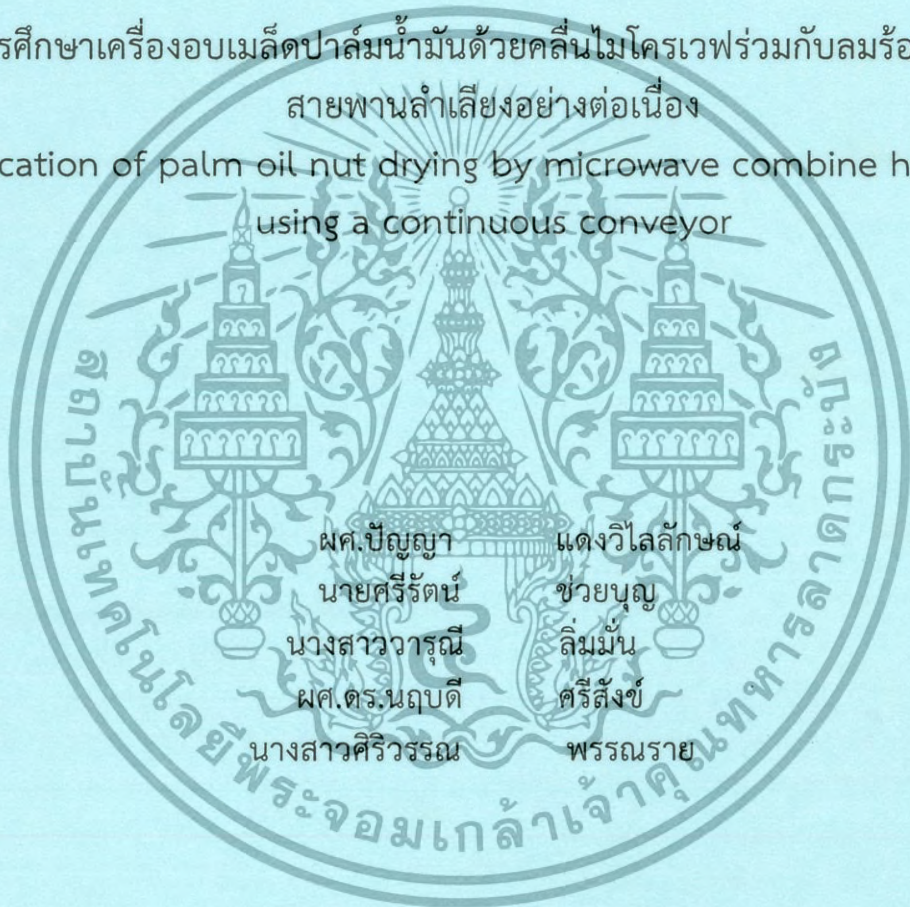 รศึกษาเครื่องอบเมล็ดปาล์มน้ำมันด้วยคลื่นไมโครเวฟร่วมกับลมร้อ
สายพานลำเลียงอย่างต่อเนื่อง
cation of palm oil nut drying by microwave combine h
using a continuous conveyor
ผศ.ปัญญา แดงวิไลลักษณ์
นายศรีรัตน์ ช่วยบุญ
นางสาววารุณี ลิ่มมั่น
ผศ.ดร.นฤบดี ศรีสังข์
นางสาวศิริวรรณ พรรณราย
สถาบันเทคโนโลยีพระจอมเกล้าเจ้าคุณทหารลาดกระบัง